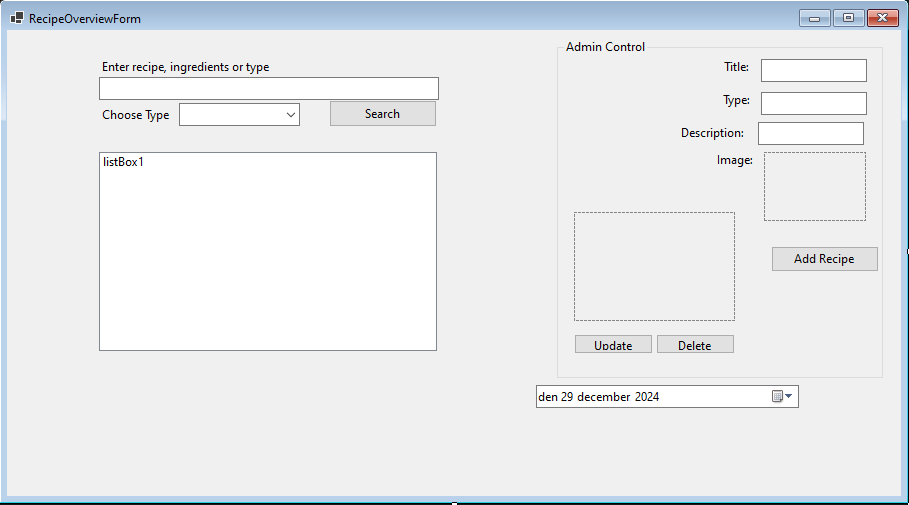 RecipeOverviewForm
Enter recipe, ingredients or type
Choose Type
Search
listBox1
Admin Control
Title:
Type:
Description:
Image:
Add Recipe
Update
Delete
den 29 december 2024